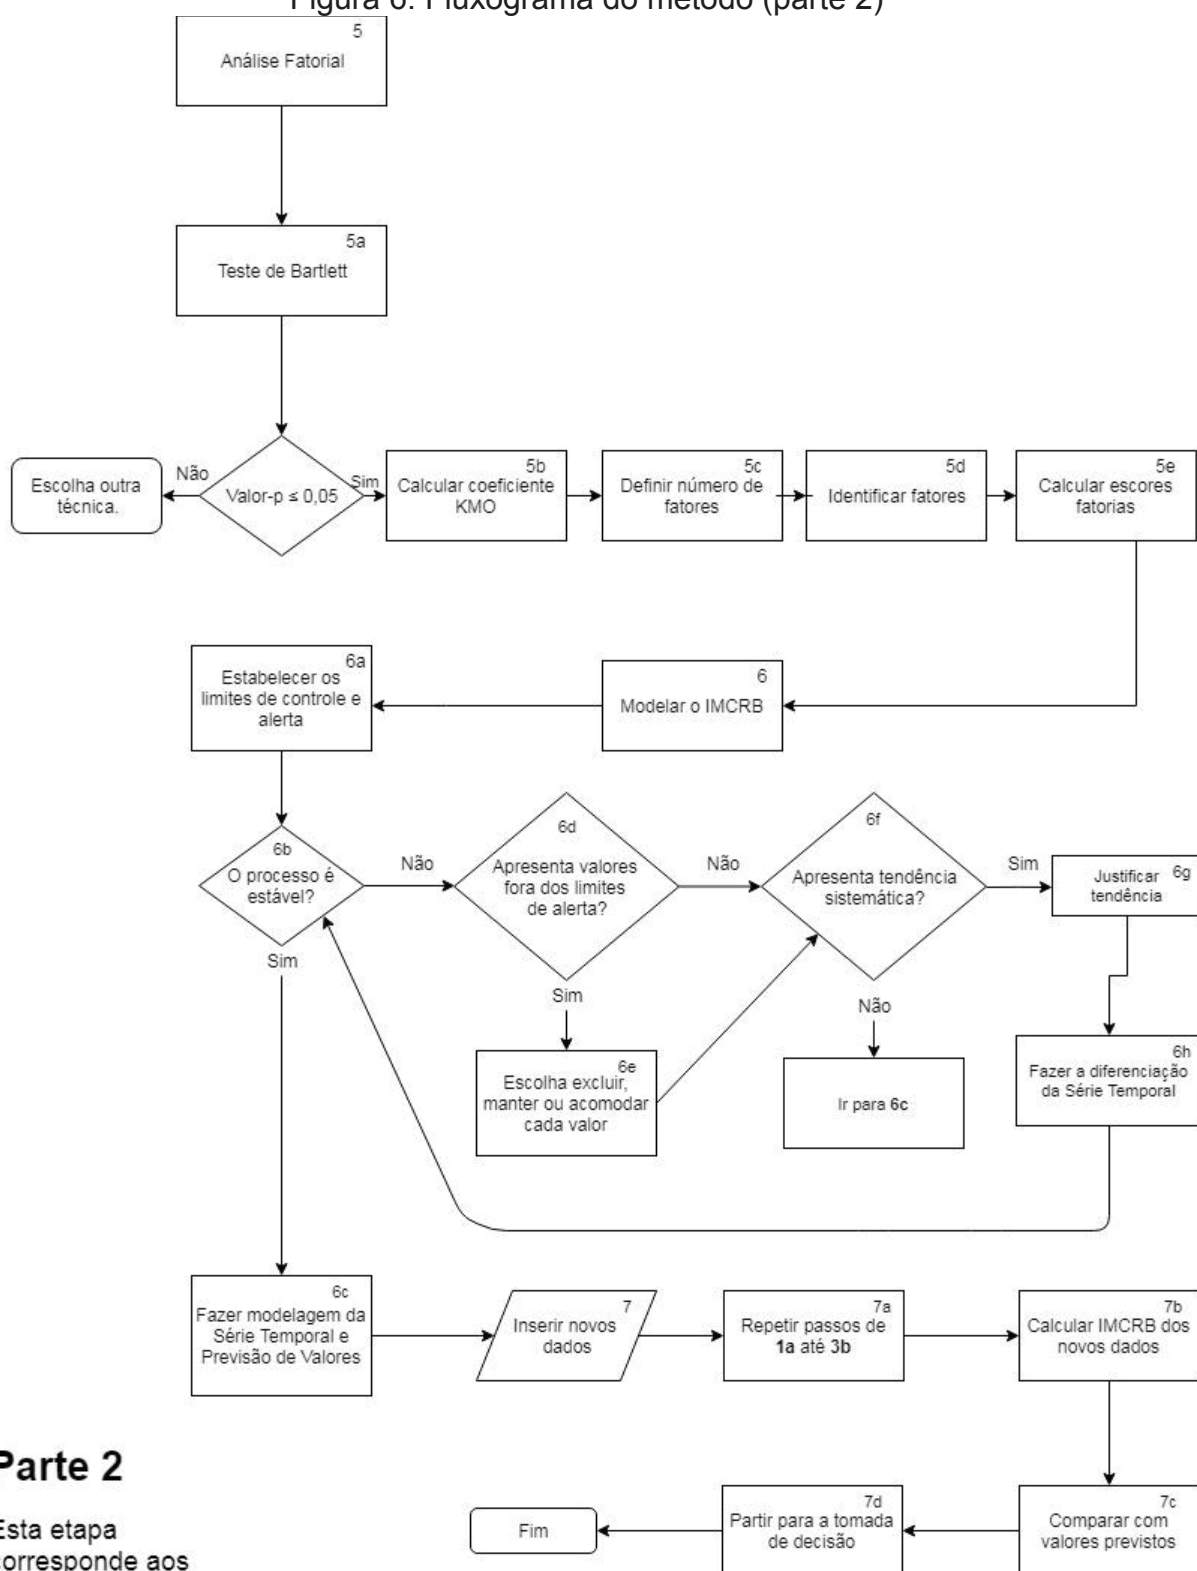 Figura 6: Fluxograma do método (parte 2)
5
Análise Fatorial
5a
Teste de Bartlett
Valor-p ≤ 0,05
Não
Escolha outra
técnica.
Sim
5b
Calcular coeficiente
KMO
5c
Definir número de
fatores
5d
Identificar fatores
5e
Calcular escores
fatorias
6
Modelar o IMCRB
6a
Estabelecer os
limites de controle e
alerta
6b
O processo é
estável?
Não
Sim
6d
Apresenta valores
fora dos limites
de alerta?
Não
Sim
6e
Escolha excluir,
manter ou acomodar
cada valor
6f
Apresenta tendência
sistemática?
Sim
Não
Ir para 6c
6g
Justificar
tendência
6h
Fazer a diferenciação
da Série Temporal
6c
Fazer modelagem da
Série Temporal e
Previsão de Valores
7
Inserir novos
dados
7a
Repetir passos de
1a até 3b
7b
Calcular IMCRB dos
novos dados
7c
Comparar com
valores previstos
7d
Partir para a tomada
de decisão
Fim
Parte 2
Esta etapa
corresponde aos